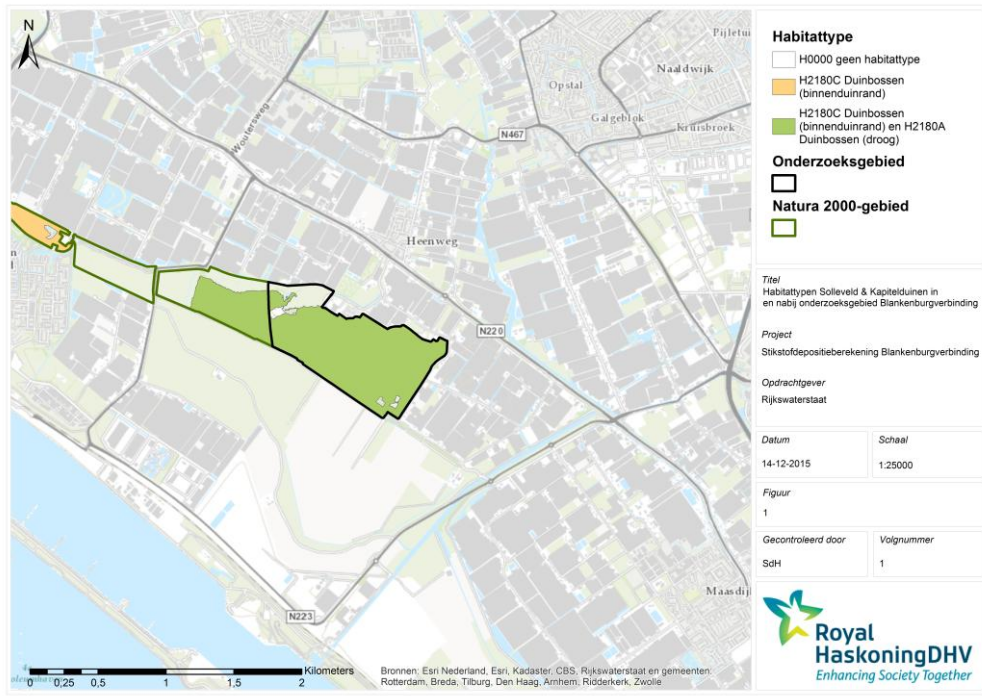 N
Pijletui
Naaldwijk
Opstal
Galgeblok
Kruisbroek
N467
Woutersweg
Heenweg
N220
N223
Maasdij
Kilometers
0 0,25 0,5 1 1,5 2
Bronnen: Esri Nederland, Esri, Kadaster, CBS, Rijkswaterstaat en gemeenten:
Rotterdam, Breda, Tilburg, Den Haag, Arnhem, Ridderkerk, Zwolle
Habitattype
H0000 geen habitattype
H2180C Duinbossen
(binnenduinrand)
H2180C Duinbossen
(binnenduinrand) en H2180A
Duinbossen (droog)
Onderzoeksgebied
Natura 2000-gebied
Titel
Habitattypen Solleveld & Kapitelduinen in
en nabij onderzoeksgebied Blankenburgverbinding
Project
Stikstofdepositieberekening Blankenburgverbinding
Opdrachtgever
Rijkswaterstaat
Datum
14-12-2015
Schaal
1:25000
Figuur
1
Gecontroleerd door
SdH
Volgnummer
1
Royal
HaskoningDHV
Enhancing Society Together